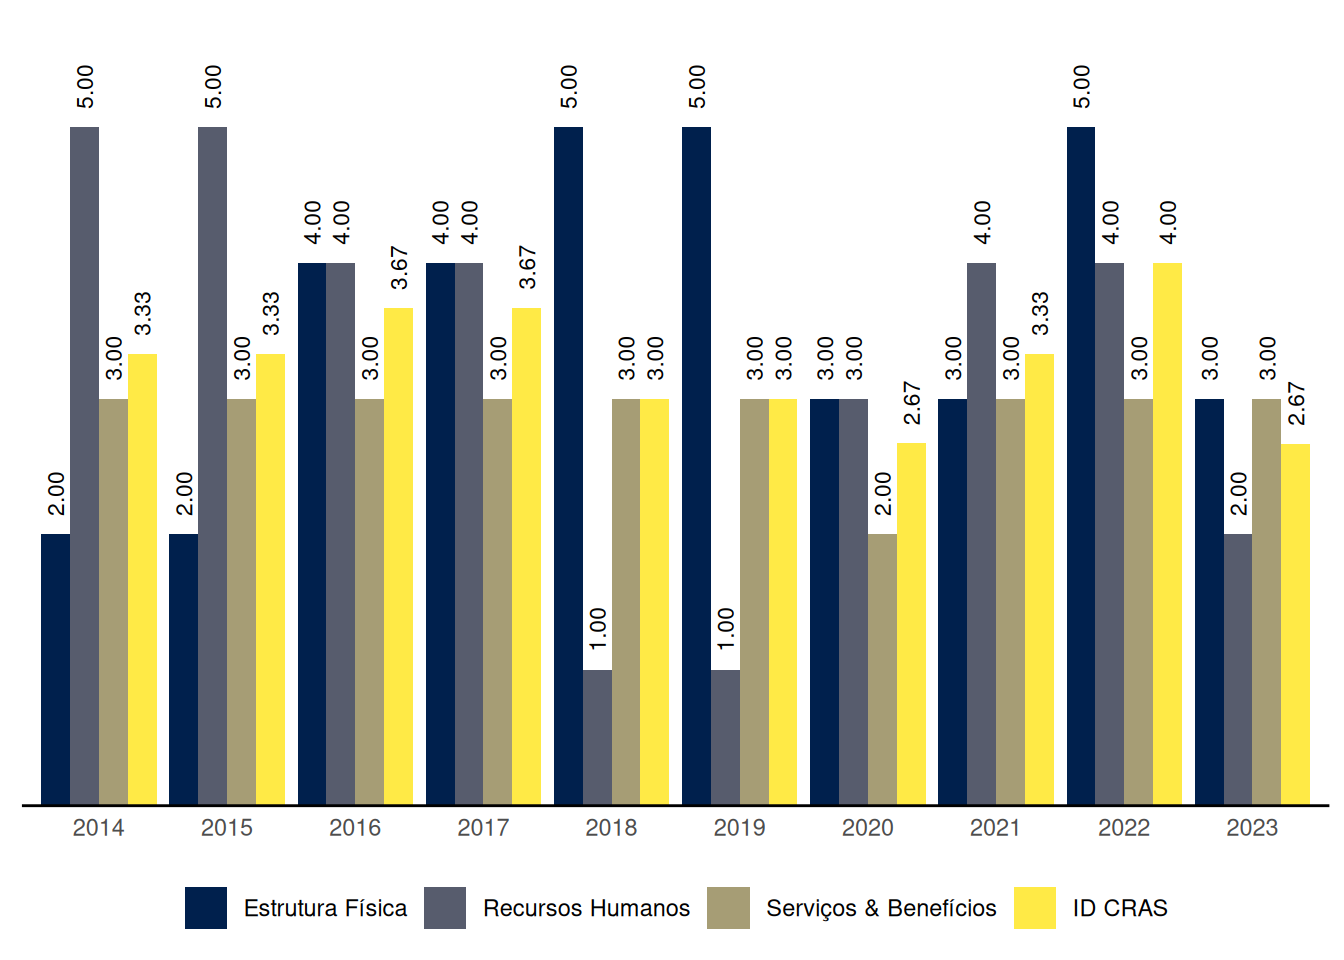 5.00 5.00 5.00 5.00 5.00
4.00 4.00 4.00 4.00 4.00 4.00 4.00
3.67 3.67
3.33 3.33 3.33
3.00 3.00 3.00 3.00 3.00 3.00 3.00 3.00 3.00 3.00 3.00 3.00 3.00 3.00 3.00
2.67 2.67
2.00 2.00 2.00 2.00
1.00 1.00
2014 2015 2016 2017 2018 2019 2020 2021 2022 2023
Estrutura Física Recursos Humanos Serviços & Benefícios ID CRAS